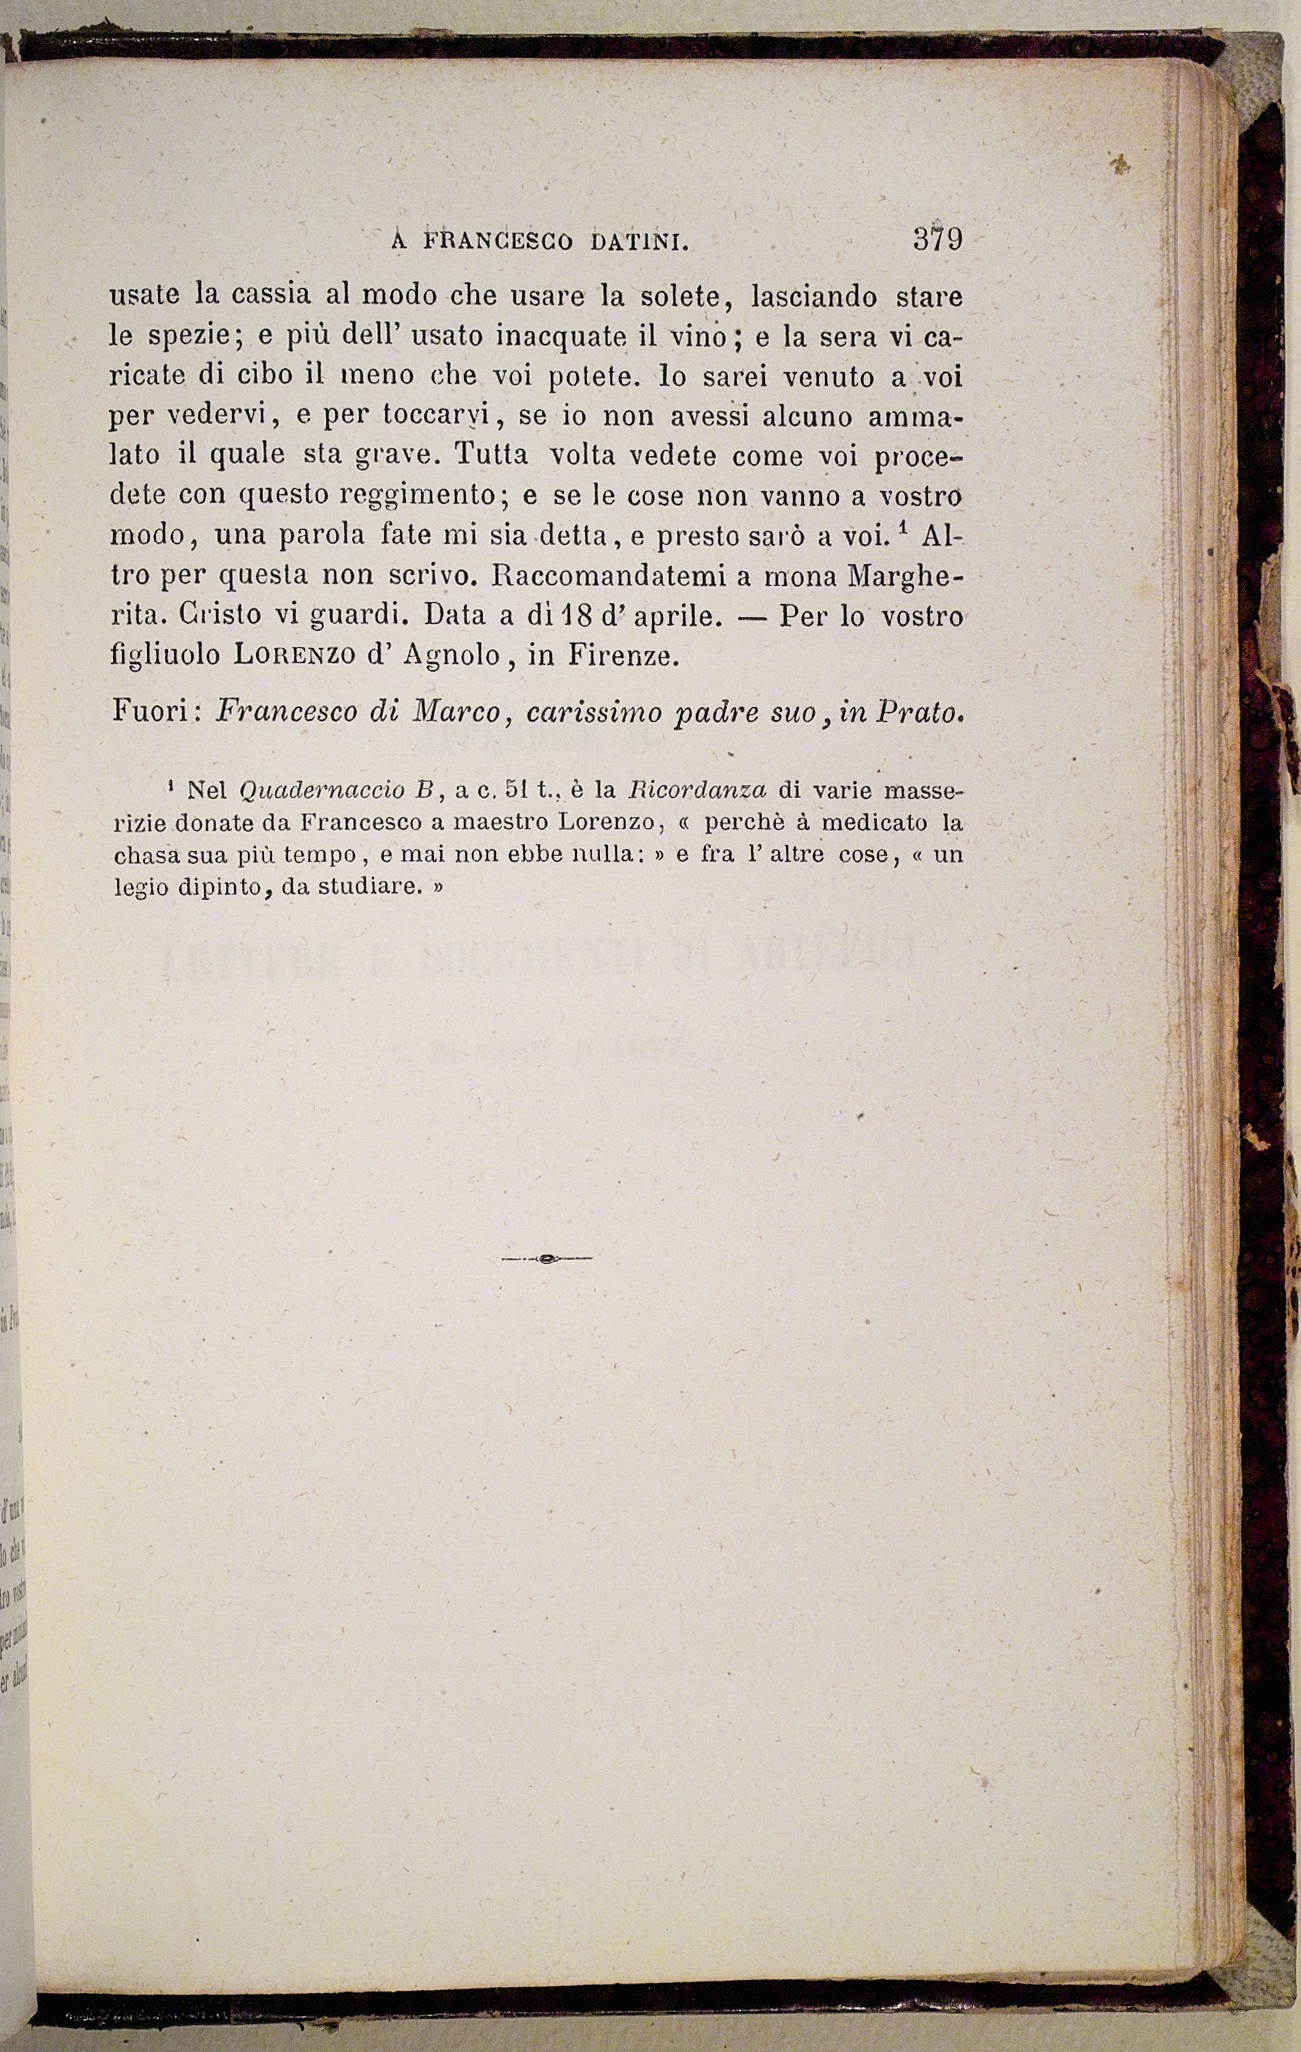 A FRANCESCO DATINI. 379
usate la cassia al modo che usare la solete, lasciando stare
le spezie; e più dell' usato inacquate il vino; e la sera vi ca-
ricate di cibo il meno che voi potete. Io sarei venuto a voi
per vedervi, e per toccarvi, se io non avessi alcuno amma-
lato il quale sta grave. Tutta volta vedete come voi proce-
dete con questo reggimento; e se le cose non vanno a vostro
modo, una parola fate mi sia detta, e presto sarò a voi.¹ Al-
tro per questa non scrivo. Raccomandatemi a mona Marghe-
rita. Cristo vi guardi. Data a dì 18 d' aprile. — Per lo vostro
figliuolo LORENZO d' Agnolo, in Firenze.
Fuori: Francesco di Marco, carissimo padre suo, in Prato.
¹ Nel Quadernaccio B, a c. 51 t., è la Ricordanza di varie masse-
rizie donate da Francesco a maestro Lorenzo, « perchè à medicato la
chasa sua più tempo, e mai non ebbe nulla: » e fra l' altre cose, « un
legio dipinto, da studiare. »